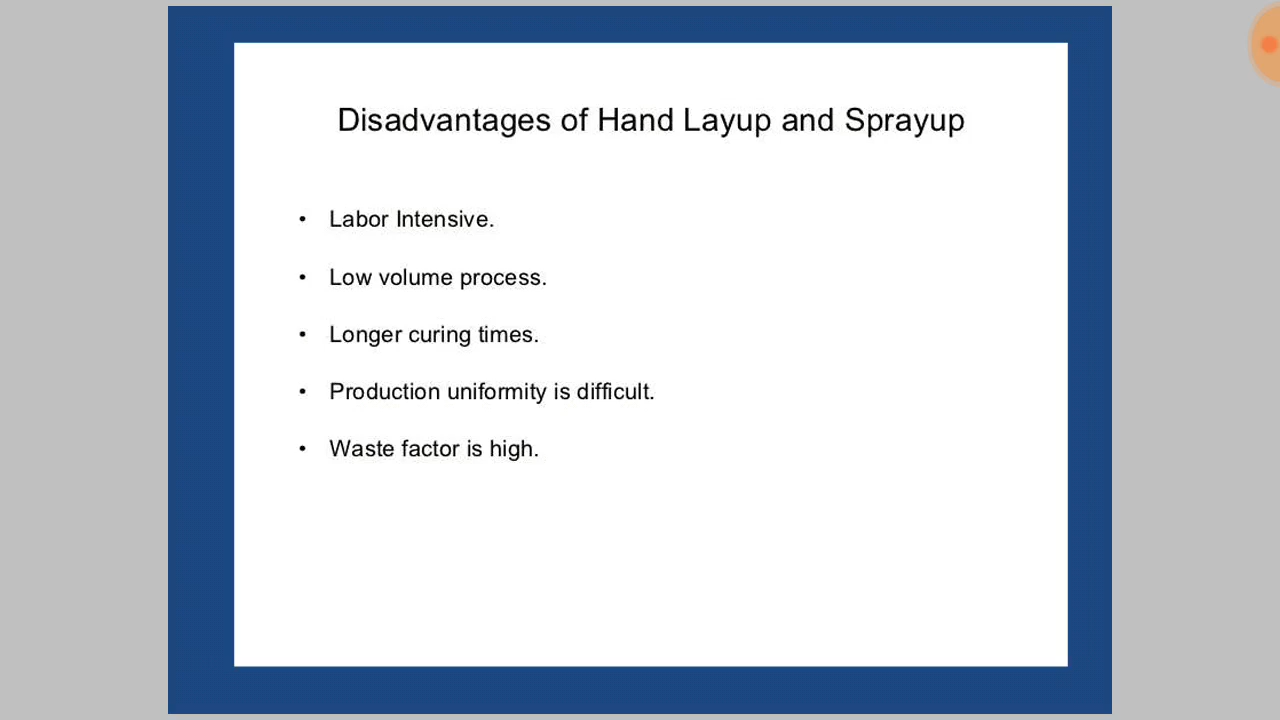 Disadvantages of Hand Layup and Sprayup
• Labor Intensive.
• Low volume process.
• Longer curing times.
• Production uniformity is difficult.
• Waste factor is high.